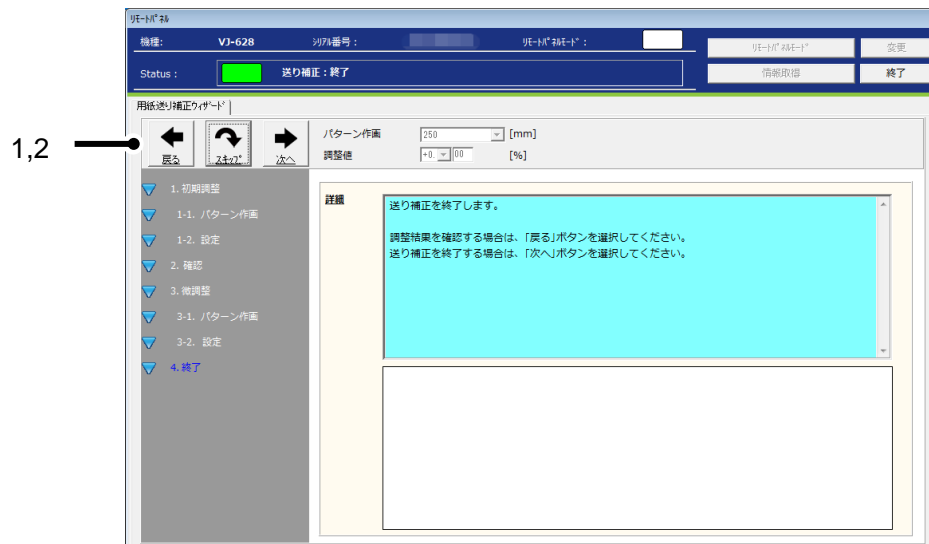 ﾘﾓｰﾄﾊﾟﾈﾙ
機種: VJ-628 ｼﾘｱﾙ番号： ﾘﾓｰﾄﾊﾟﾈﾙﾓｰﾄﾞ： ﾘﾓｰﾄﾊﾟﾈﾙﾓｰﾄﾞ 変更
Status： 送り補正：終了 情報取得 終了
用紙送り補正ｳｨｻﾞｰﾄﾞ
1,2
戻る ｽｷｯﾌﾟ 次へ
パターン作画 250 [mm]
調整値 +0. 00 [%]
1. 初期調整
1-1. パターン作画
1-2. 設定
2. 確認
3. 微調整
3-1. パターン作画
3-2. 設定
4. 終了
詳細
送り補正を終了します。
調整結果を確認する場合は、「戻る」ボタンを選択してください。
送り補正を終了する場合は、「次へ」ボタンを選択してください。